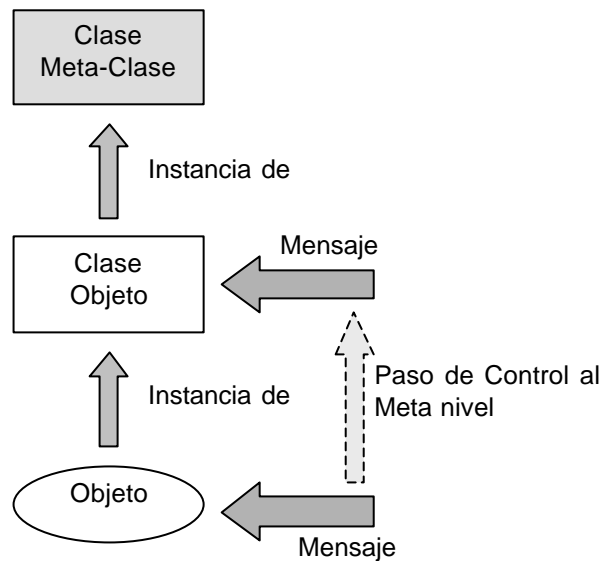 Clase
Meta-Clase
Instancia de
Clase
Objeto
Mensaje
Instancia de
Paso de Control al
Meta nivel
Objeto
Mensaje